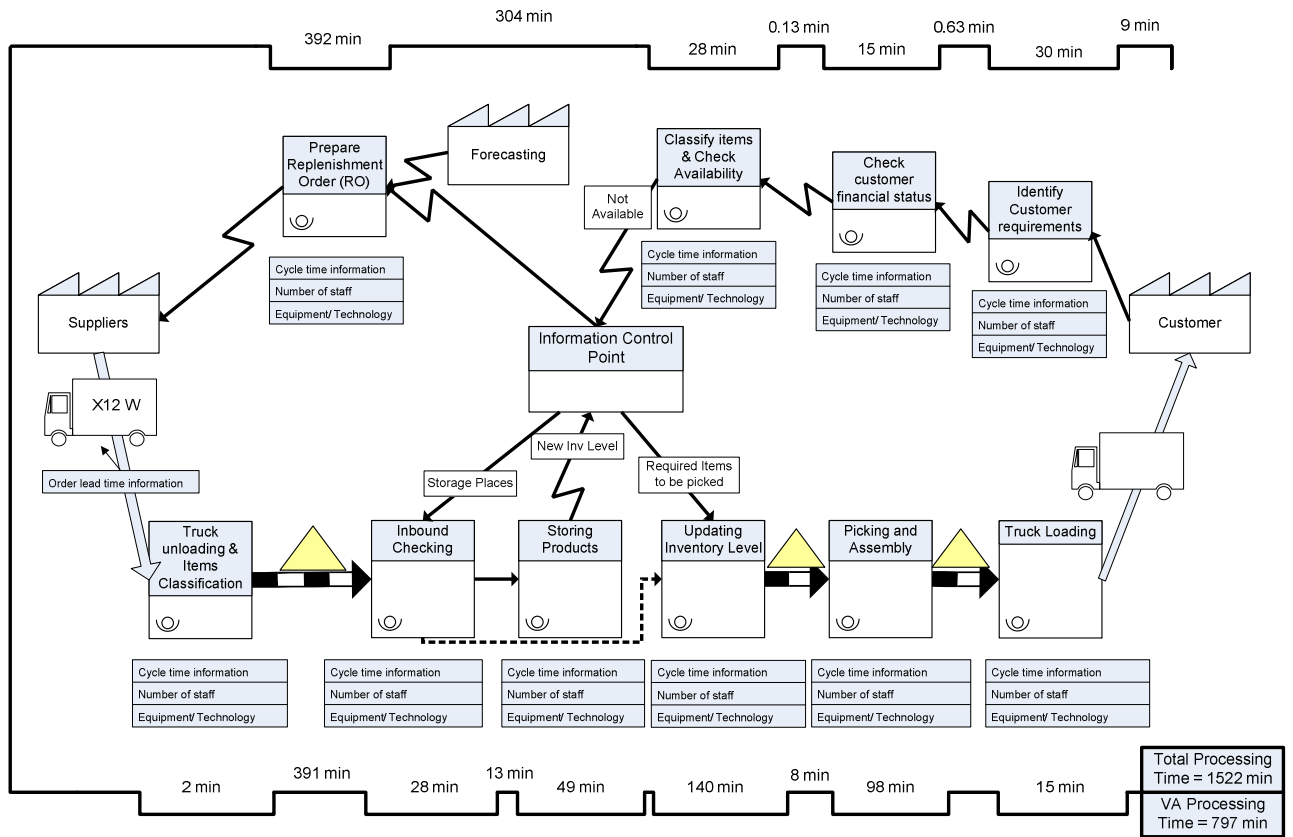 304 min
392 min
28 min
0.13 min
15 min
0.63 min
30 min
9 min
Prepare
Replenishment
Order (RO)
Forecasting
Classify items
& Check
Availability
Check
customer
financial status
Identify
Customer
requirements
Not
Available
Cycle time information
Number of staff
Equipment/ Technology
Cycle time information
Number of staff
Equipment/ Technology
Cycle time information
Number of staff
Equipment/ Technology
Cycle time information
Number of staff
Equipment/ Technology
Suppliers
Customer
Information Control
Point
X12 W
Order lead time information
New Inv Level
Storage Places
Required Items
to be picked
Truck
unloading &
Items
Classification
Inbound
Checking
Storing
Products
Updating
Inventory Level
Picking and
Assembly
Truck Loading
Cycle time information
Number of staff
Equipment/ Technology
Cycle time information
Number of staff
Equipment/ Technology
Cycle time information
Number of staff
Equipment/ Technology
Cycle time information
Number of staff
Equipment/ Technology
Cycle time information
Number of staff
Equipment/ Technology
Cycle time information
Number of staff
Equipment/ Technology
2 min
391 min
28 min
13 min
49 min
140 min
8 min
98 min
15 min
Total Processing
Time = 1522 min
VA Processing
Time = 797 min